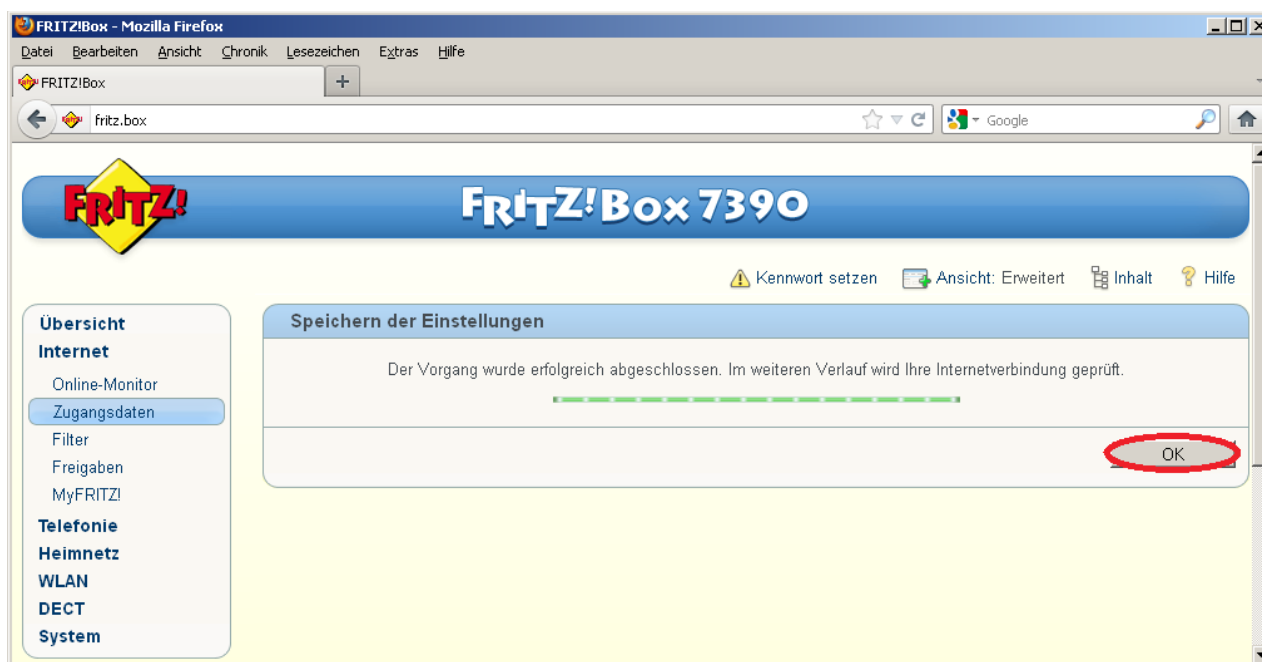 FRITZ!Box - Mozilla Firefox
Datei Bearbeiten Ansicht Chronik Lesezeichen Extras Hilfe
FRITZ!Box +
fritz.box Google
FRITZ! FRITZ!Box 7390
Kennwort setzen Ansicht: Erweitert Inhalt Hilfe
Übersicht
Internet
Online-Monitor
Zugangsdaten
Filter
Freigaben
MyFRITZ!
Telefonie
Heimnetz
WLAN
DECT
System
Speichern der Einstellungen
Der Vorgang wurde erfolgreich abgeschlossen. Im weiteren Verlauf wird Ihre Internetverbindung geprüft.
OK